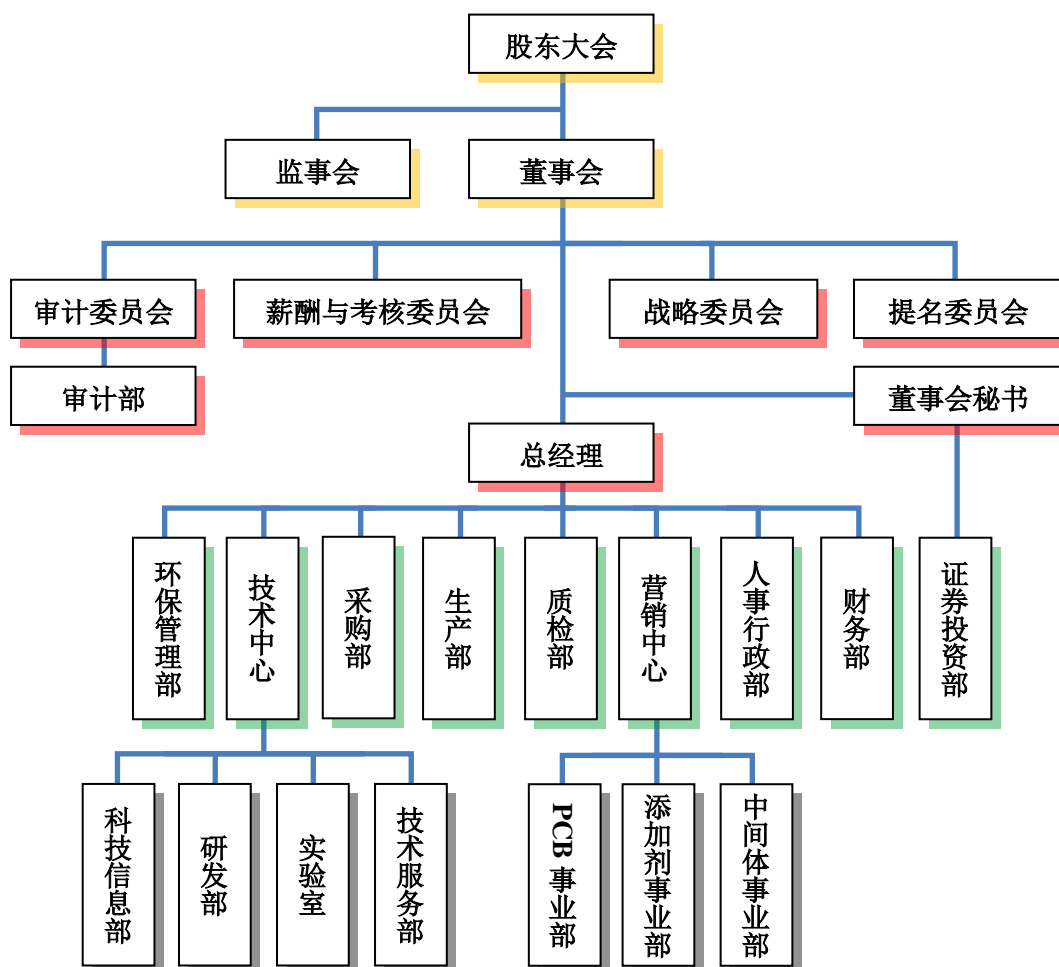 股东大会
监事会
董事会
审计委员会
薪酬与考核委员会
战略委员会
提名委员会
审计部
董事会秘书
总经理
环保管理部
技术中心
采购部
生产部
质检部
营销中心
人事行政部
财务部
证券投资部
科技信息部
研发部
实验室
技术服务部
PCB 事业部
添加剂事业部
中间体事业部